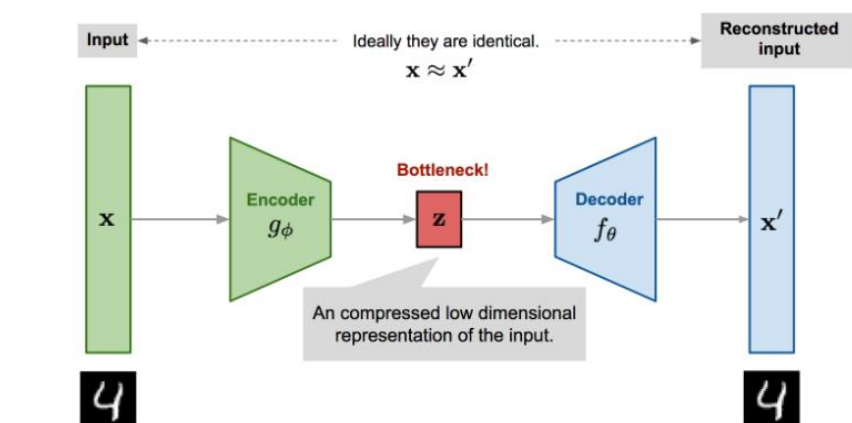 Input
Ideally they are identical.
x ≈ x′
Reconstructed
input
Bottleneck!
x
Encoder
gϕ
z
Decoder
fθ
x′
An compressed low dimensional
representation of the input.
4
4